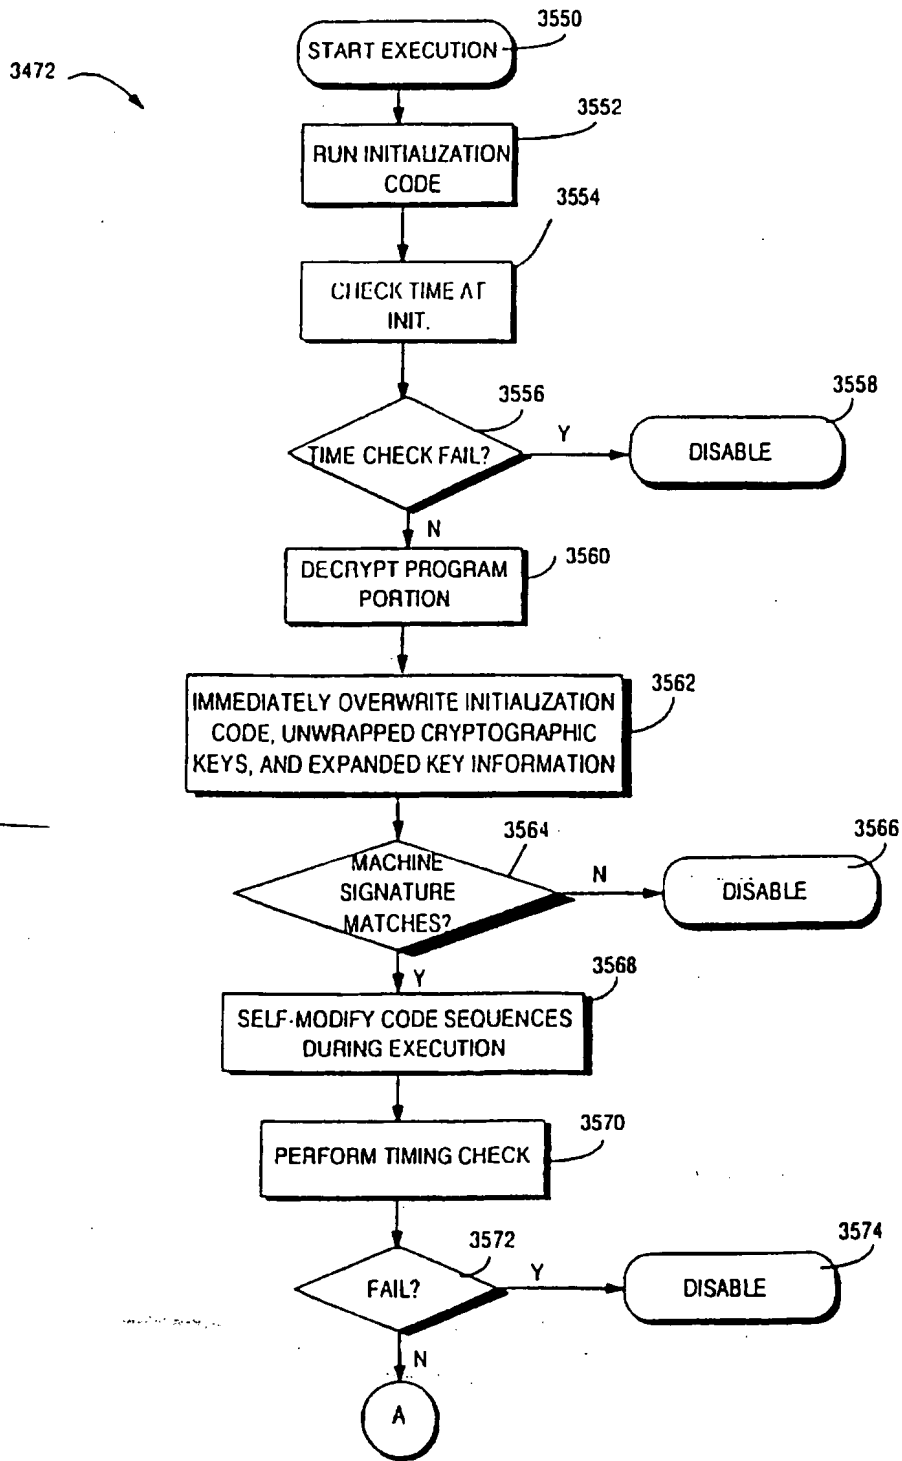 3550
START EXECUTION
3472
3552
RUN INITIALIZATION
CODE
3554
CHECK TIME AT
INIT.
3556
TIME CHECK FAIL?
Y
3558
DISABLE
N
DECRYPT PROGRAM
PORTION
3560
IMMEDIATELY OVERWRITE INITIALIZATION
CODE, UNWRAPPED CRYPTOGRAPHIC
KEYS, AND EXPANDED KEY INFORMATION
3562
3564
MACHINE
SIGNATURE
MATCHES?
N
3566
DISABLE
Y
3568
SELF-MODIFY CODE SEQUENCES
DURING EXECUTION
3570
PERFORM TIMING CHECK
3572
FAIL?
Y
3574
DISABLE
N
A